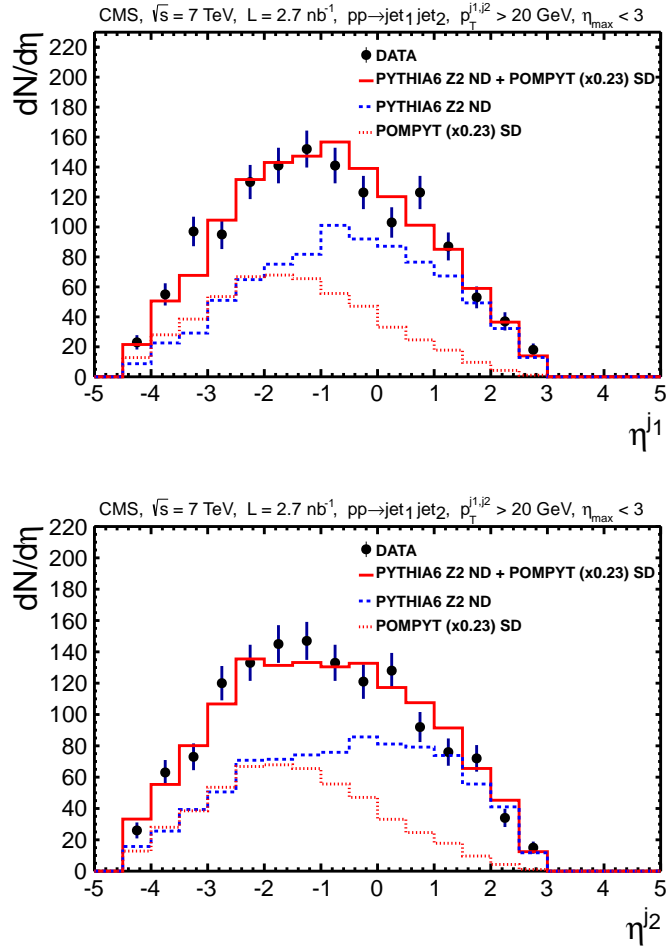 CMS, √s = 7 TeV, L = 2.7 nb⁻¹, pp→jet₁ jet₂, p_T^{j1,j2} > 20 GeV, η_max < 3
dN/dη
220
200
180
160
140
120
100
80
60
40
20
0
DATA
PYTHIA6 Z2 ND + POMPYT (x0.23) SD
PYTHIA6 Z2 ND
POMPYT (x0.23) SD
-5 -4 -3 -2 -1 0 1 2 3 4 5
η^{j1}
CMS, √s = 7 TeV, L = 2.7 nb⁻¹, pp→jet₁ jet₂, p_T^{j1,j2} > 20 GeV, η_max < 3
dN/dη
220
200
180
160
140
120
100
80
60
40
20
0
DATA
PYTHIA6 Z2 ND + POMPYT (x0.23) SD
PYTHIA6 Z2 ND
POMPYT (x0.23) SD
-5 -4 -3 -2 -1 0 1 2 3 4 5
η^{j2}